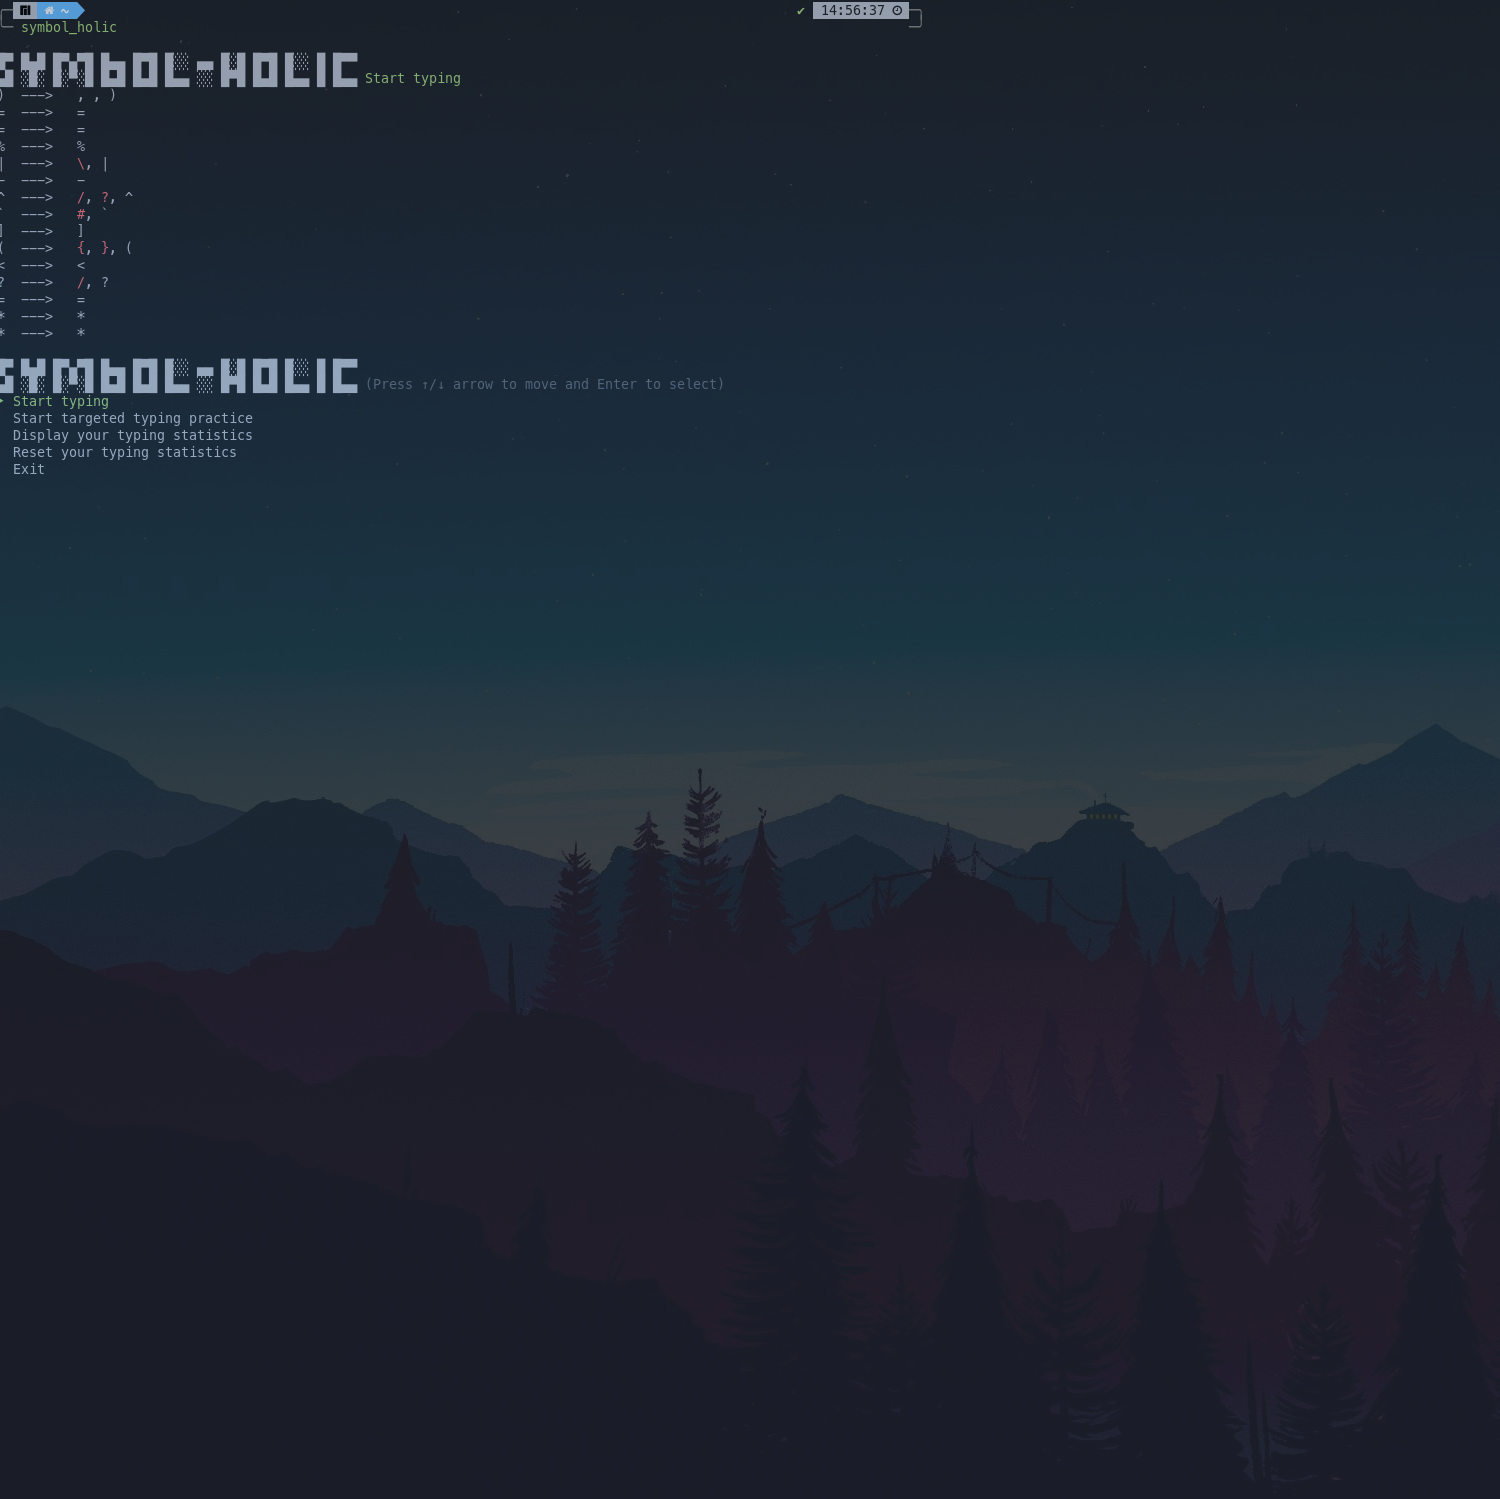 ~ ✔ 14:56:37
symbol_holic
SYMBOL-HOLIC Start typing
) ---> , , )
= ---> =
= ---> =
% ---> %
| ---> \, |
- ---> -
^ ---> /, ?, ^
` ---> #, `
] ---> ]
( ---> {, }, (
< ---> <
? ---> /, ?
= ---> =
* ---> *
* ---> *
SYMBOL-HOLIC (Press ↑/↓ arrow to move and Enter to select)
Start typing
Start targeted typing practice
Display your typing statistics
Reset your typing statistics
Exit